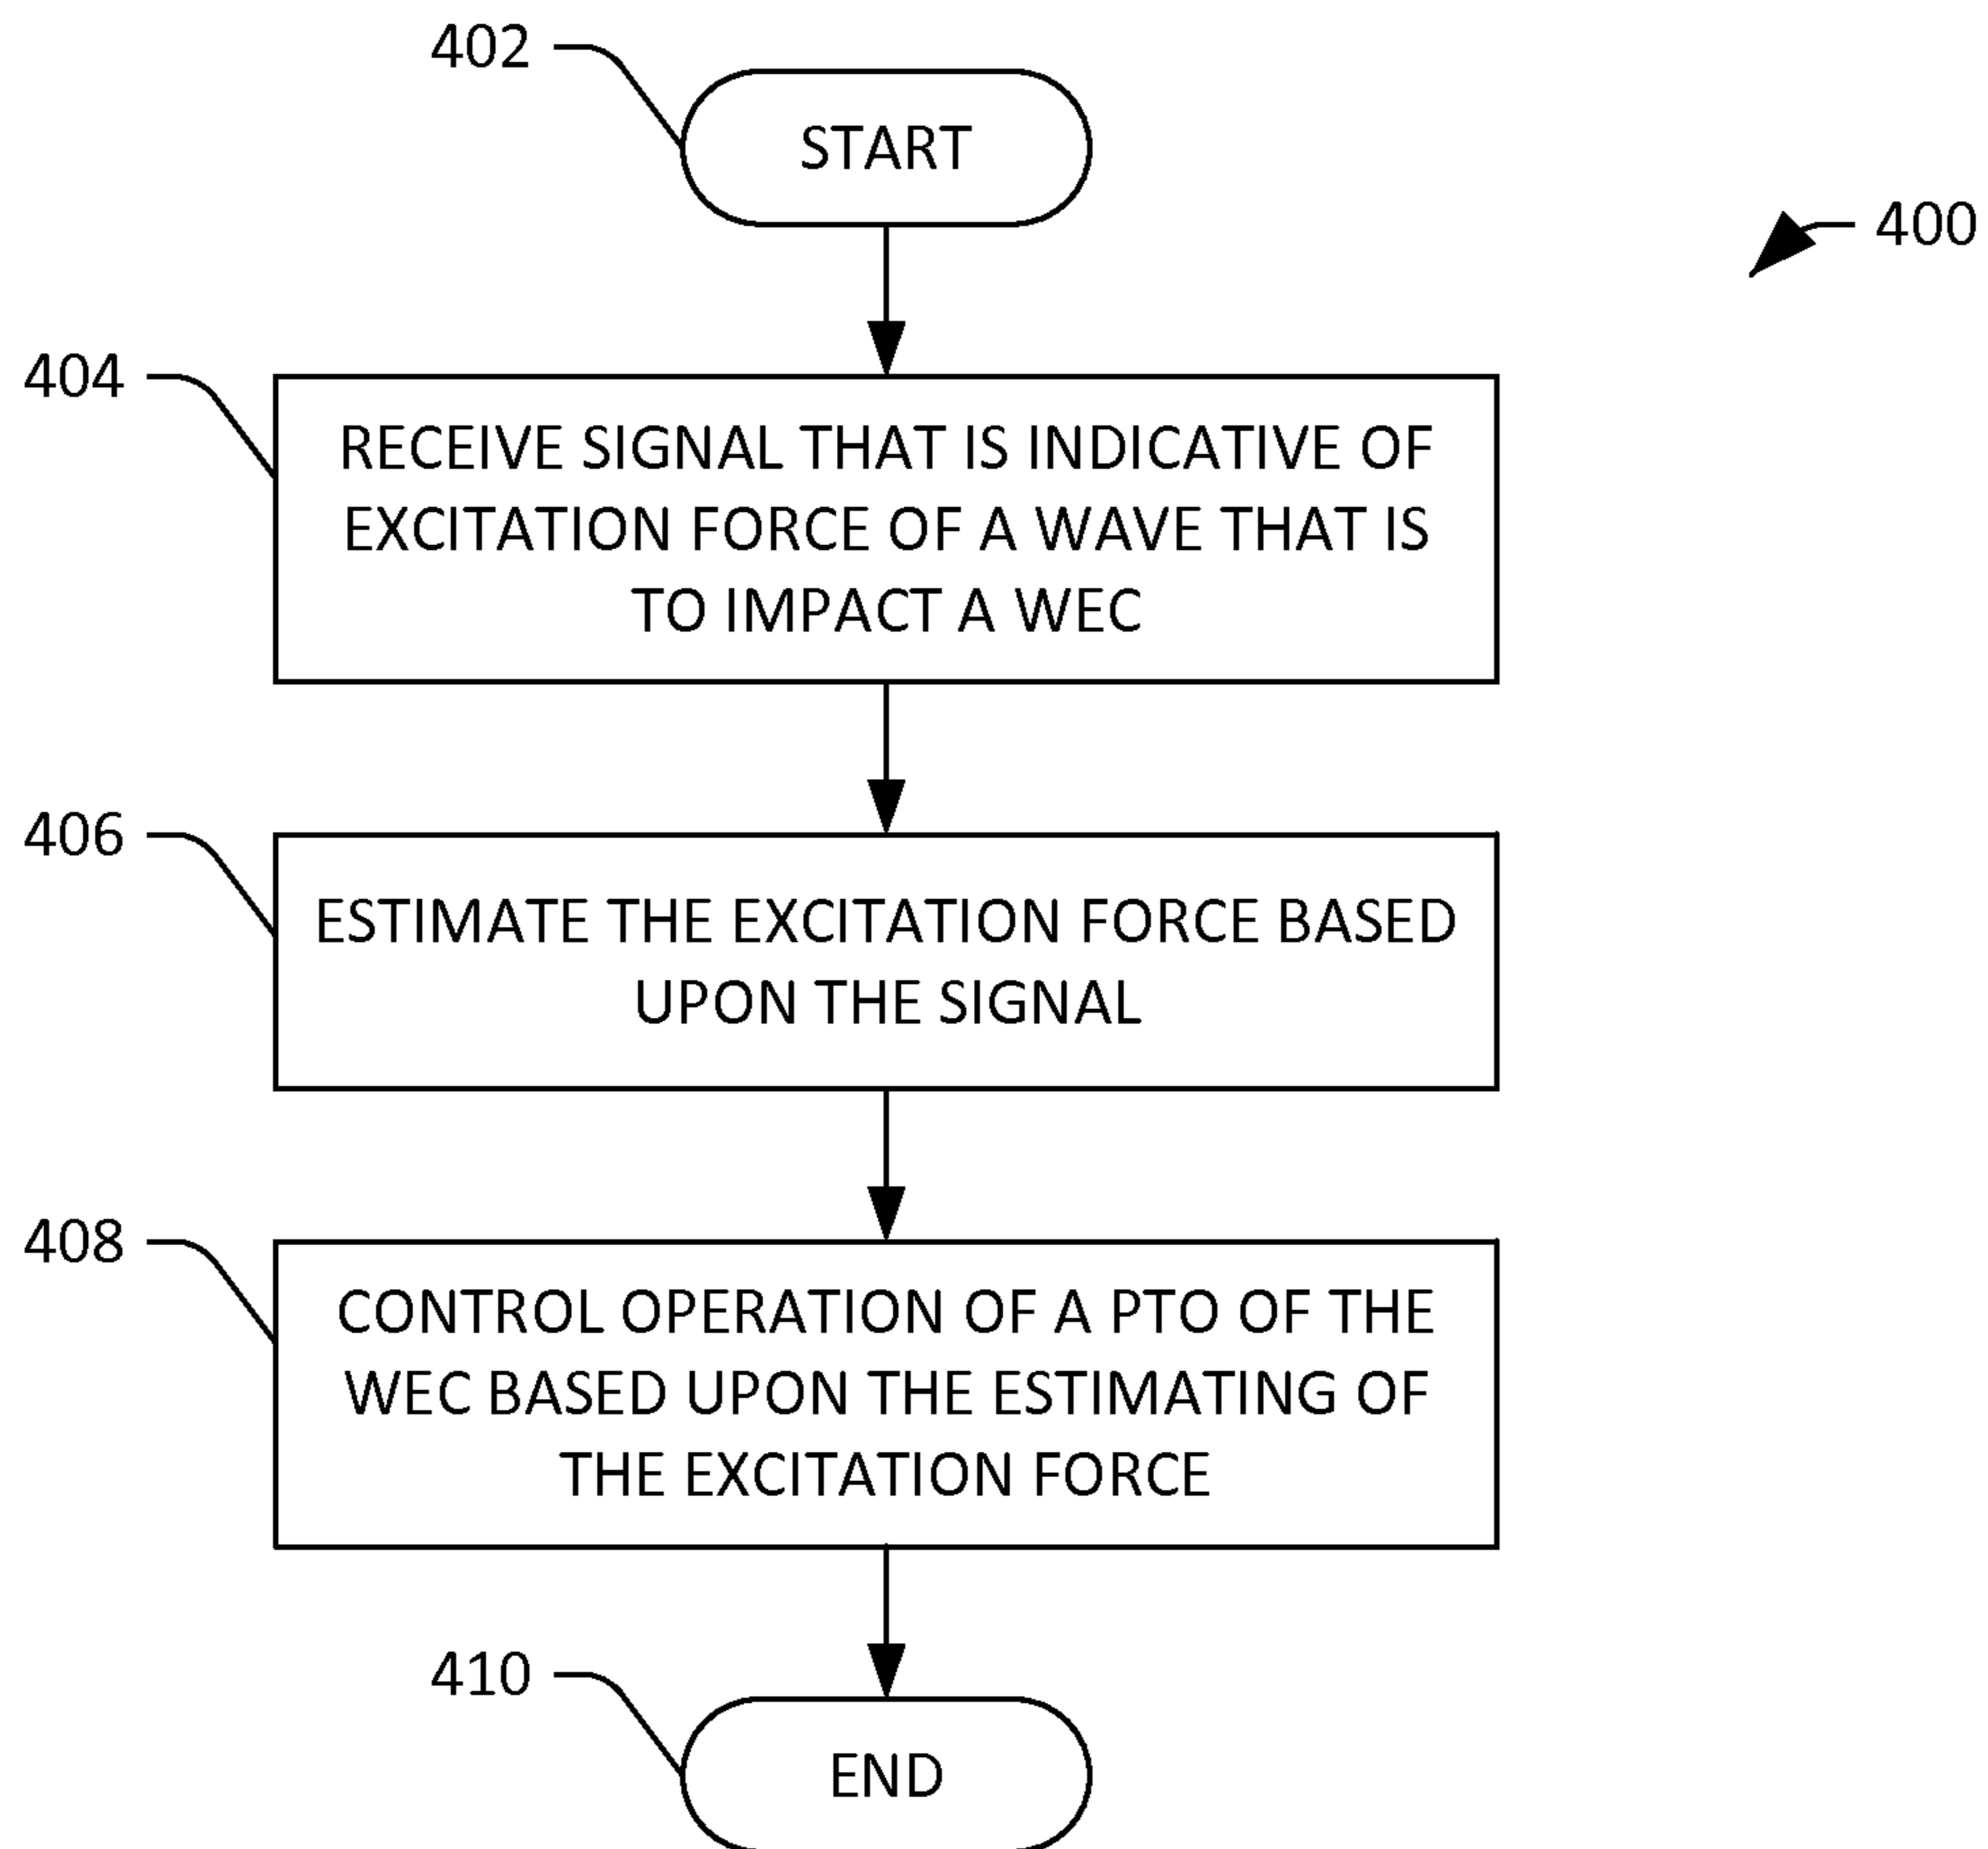 402
START
400
404
RECEIVE SIGNAL THAT IS INDICATIVE OF
EXCITATION FORCE OF A WAVE THAT IS
TO IMPACT A WEC
406
ESTIMATE THE EXCITATION FORCE BASED
UPON THE SIGNAL
408
CONTROL OPERATION OF A PTO OF THE
WEC BASED UPON THE ESTIMATING OF
THE EXCITATION FORCE
410
END